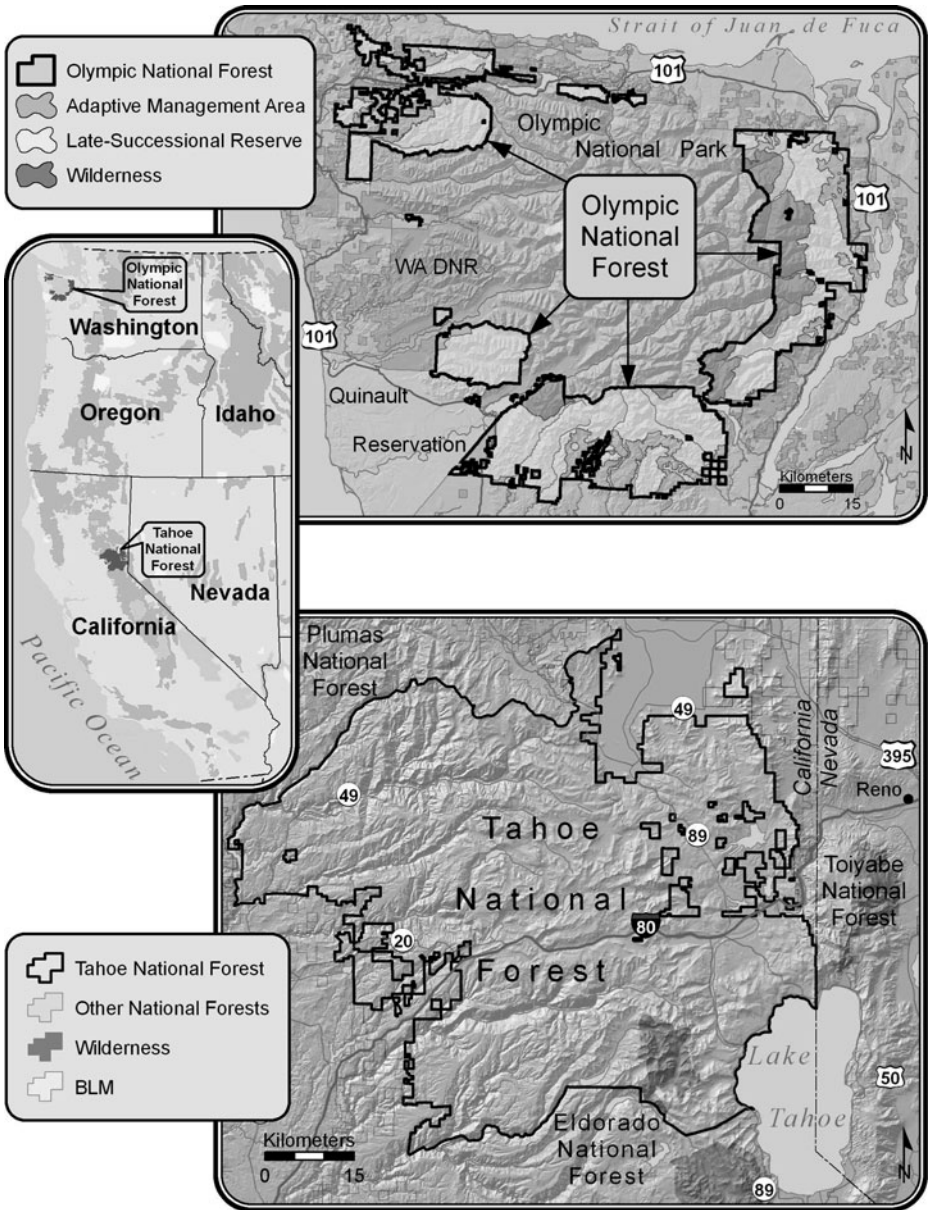 Olympic National Forest
Adaptive Management Area
Late-Successional Reserve
Wilderness
Strait of Juan de Fuca
101
Olympic
National Park
101
Olympic
National
Forest
WA DNR
101
Quinault
Reservation
N
Kilometers
0 15
Olympic
National
Forest
Washington
Oregon
Idaho
Tahoe
National
Forest
Nevada
California
Pacific Ocean
Plumas
National
Forest
49
California
Nevada
395
Reno
49
Tahoe
89
Toiyabe
National
Forest
National
80
20
Forest
Tahoe National Forest
Other National Forests
Wilderness
BLM
Lake
Tahoe
50
Eldorado
National
Forest
Kilometers
0 15
89
N